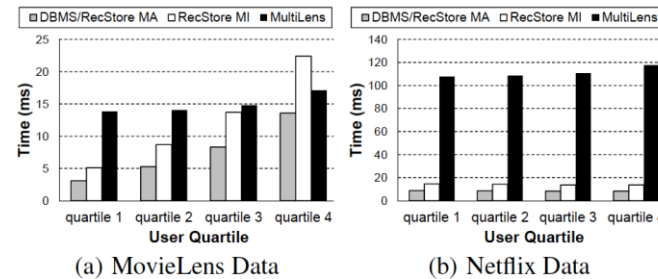 DBMS/RecStore MA RecStore MI MultiLens
25
20
15
10
5
0
Time (ms)
quartile 1 quartile 2 quartile 3 quartile 4
User Quartile
(a) MovieLens Data
DBMS/RecStore MA RecStore MI MultiLens
140
120
100
80
60
40
20
0
Time (ms)
quartile 1 quartile 2 quartile 3 quartile
User Quartile
(b) Netflix Data